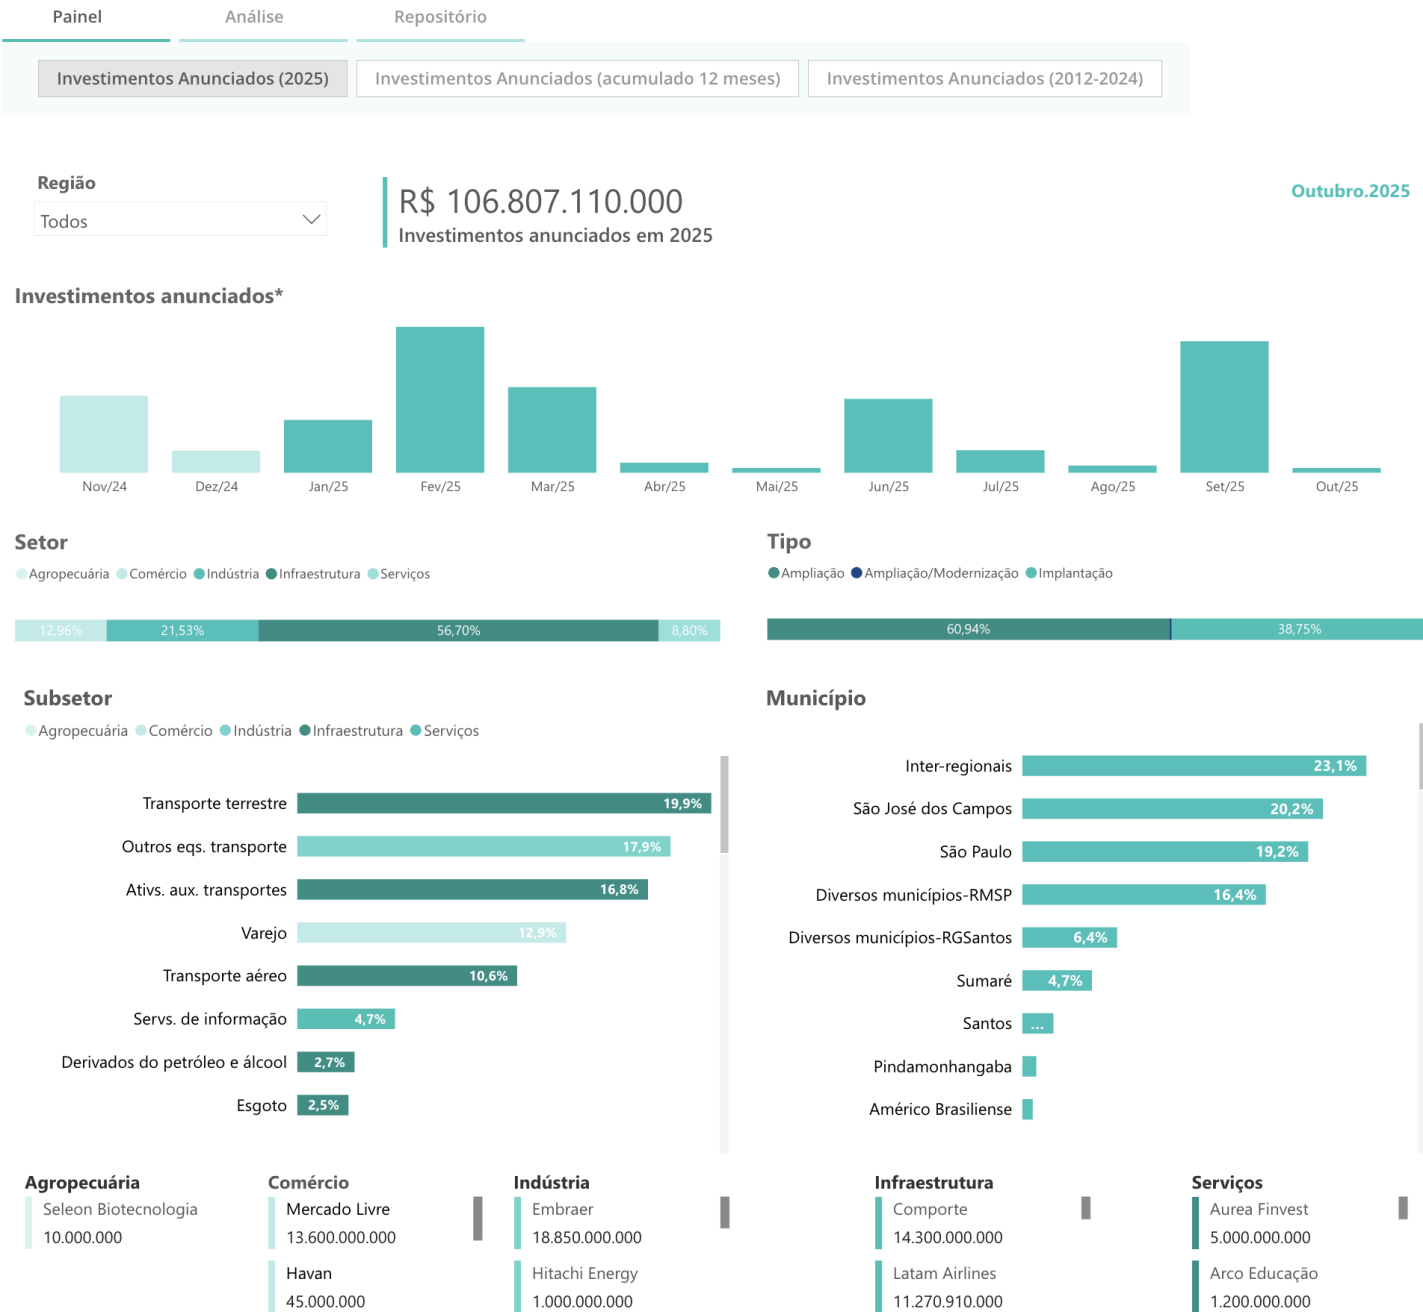 Painel Análise Repositório
Investimentos Anunciados (2025) Investimentos Anunciados (acumulado 12 meses) Investimentos Anunciados (2012-2024)
Região
Todos
R$ 106.807.110.000
Investimentos anunciados em 2025
Outubro.2025
Investimentos anunciados*
Nov/24 Dez/24 Jan/25 Fev/25 Mar/25 Abr/25 Mai/25 Jun/25 Jul/25 Ago/25 Set/25 Out/25
Setor
Agropecuária Comércio Indústria Infraestrutura Serviços
12,96% 21,53% 56,70% 8,80%
Tipo
Ampliação Ampliação/Modernização Implantação
60,94% 38,75%
Subsetor
Agropecuária Comércio Indústria Infraestrutura Serviços
Transporte terrestre 19,9%
Outros eqs. transporte 17,9%
Ativs. aux. transportes 16,8%
Varejo 12,9%
Transporte aéreo 10,6%
Servs. de informação 4,7%
Derivados do petróleo e álcool 2,7%
Esgoto 2,5%
Município
Inter-regionais 23,1%
São José dos Campos 20,2%
São Paulo 19,2%
Diversos municípios-RMSP 16,4%
Diversos municípios-RGSantos 6,4%
Sumaré 4,7%
Santos ...
Pindamonhangaba
Américo Brasiliense
Agropecuária
Seleon Biotecnologia
10.000.000
Comércio
Mercado Livre
13.600.000.000
Havan
45.000.000
Indústria
Embraer
18.850.000.000
Hitachi Energy
1.000.000.000
Infraestrutura
Comporte
14.300.000.000
Latam Airlines
11.270.910.000
Serviços
Aurea Finvest
5.000.000.000
Arco Educação
1.200.000.000